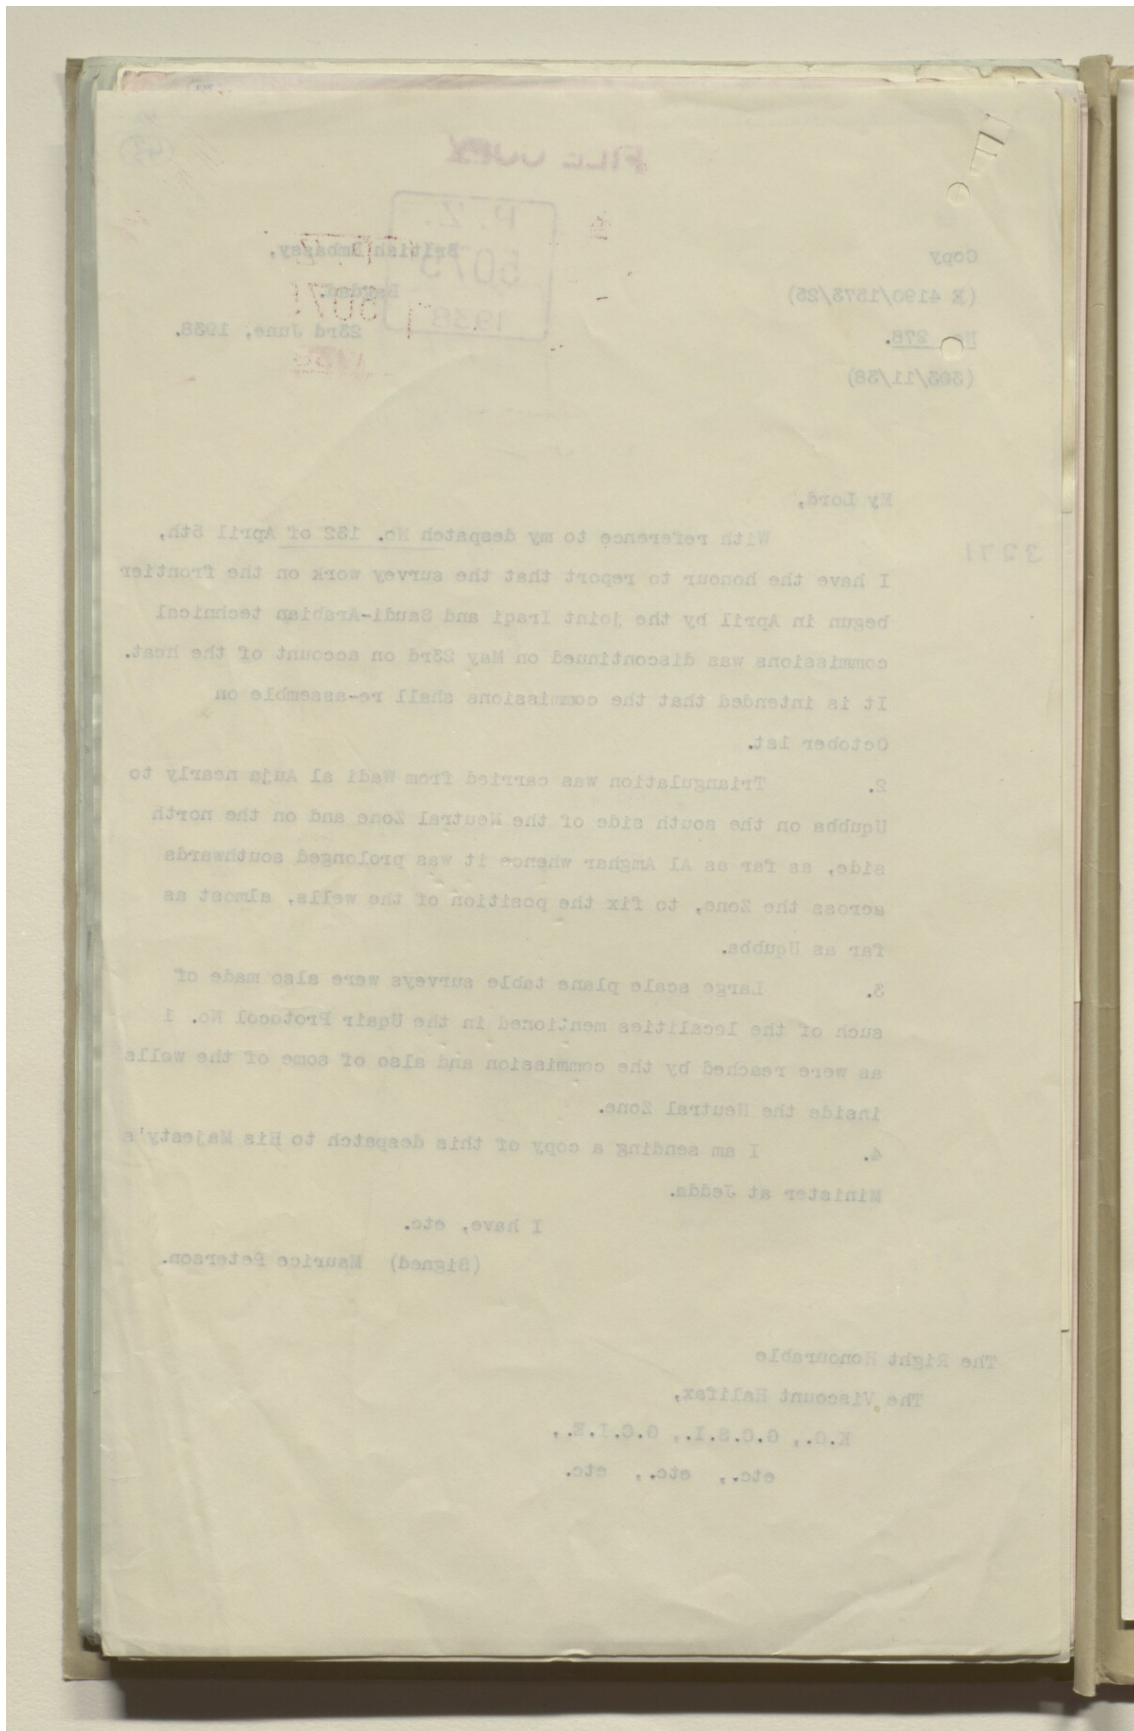 FILE COPY
P. Z.
5075
1938
Copy
British Embassy,
(E 4190/1573/25)
No. 278.
23rd June, 1938.
(303/11/38)
My Lord,
With reference to my despatch No. 182 of April 5th,
3271
I have the honour to report that the survey work on the frontier
begun in April by the joint Iraqi and Saudi-Arabian technical
commissions was discontinued on May 23rd on account of the heat.
It is intended that the commissions shall re-assemble on
October 1st.
2. Triangulation was carried from Wadi al Auja nearly to
Uqubba on the south side of the Neutral Zone and on the north
side, as far as Al Amghar whence it was prolonged southwards
across the Zone, to fix the position of the wells, almost as
far as Uqubba.
3. Large scale plane table surveys were also made of
such of the localities mentioned in the Uqair Protocol No. 1
as were reached by the commission and also of some of the wells
inside the Neutral Zone.
4. I am sending a copy of this despatch to His Majesty's
Minister at Jedda.
I have, etc.
(Signed) Maurice Peterson.
The Right Honourable
The Viscount Halifax,
K.G., G.C.S.I., G.C.I.E.,
etc., etc., etc.